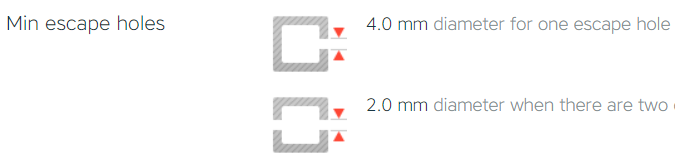 Min escape holes
4.0 mm diameter for one escape hole
2.0 mm diameter when there are two